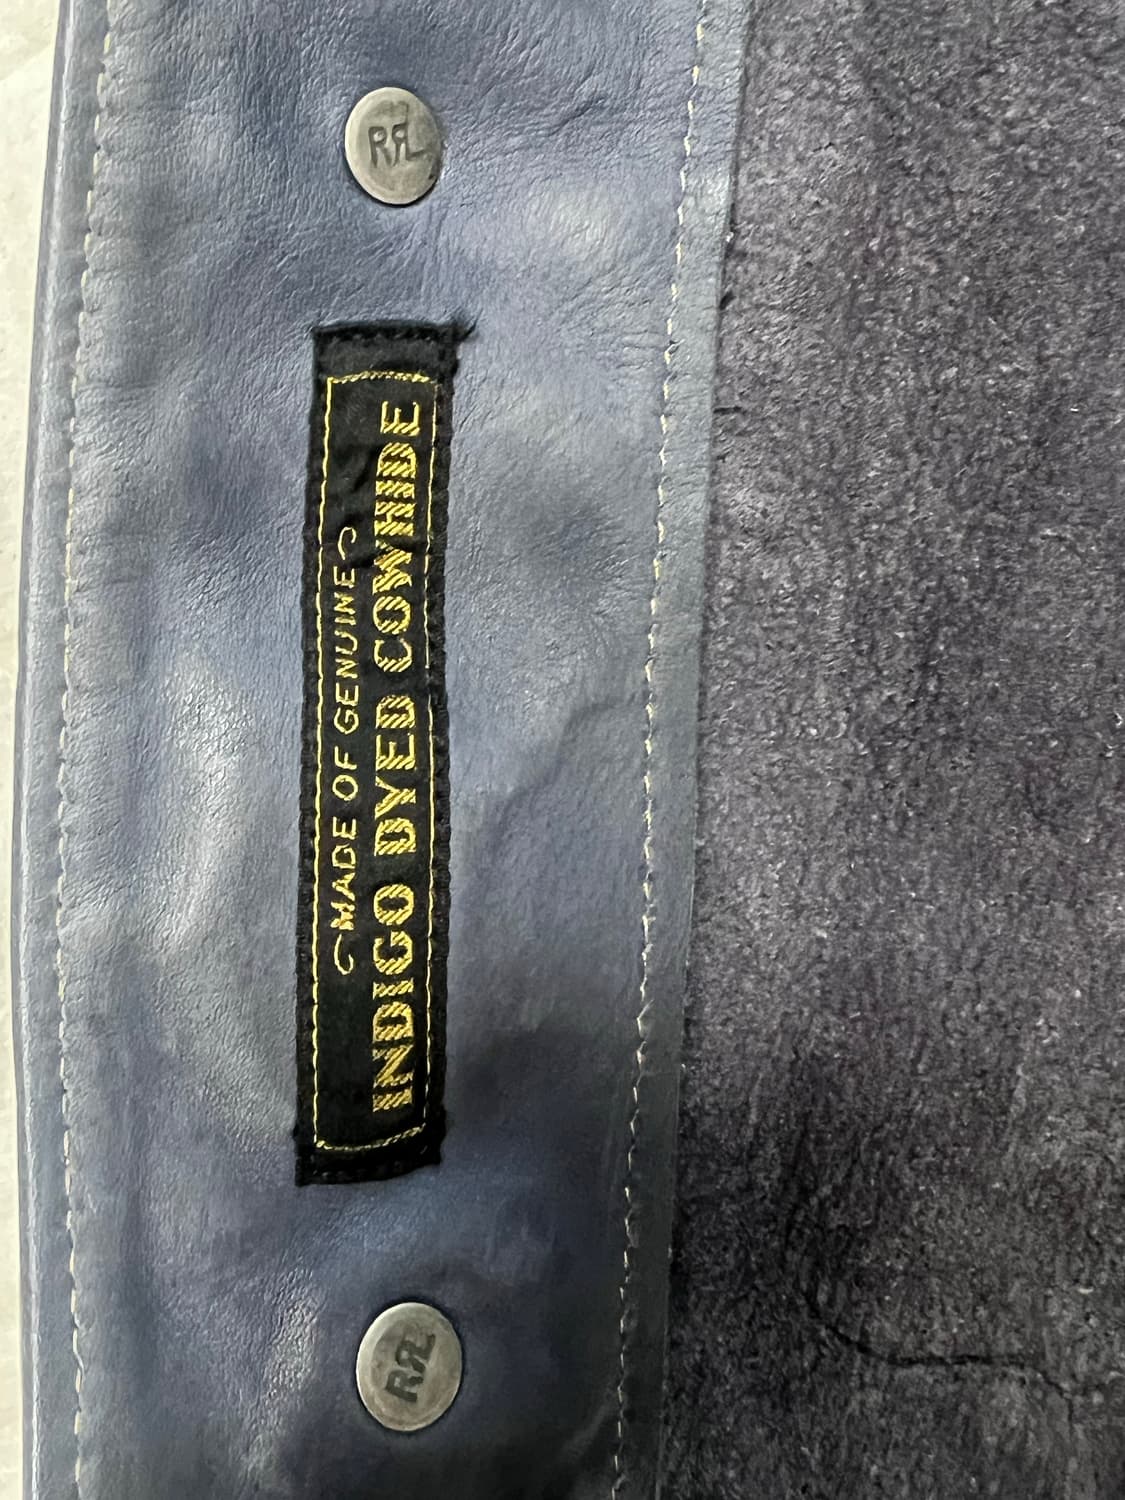 RRL
MADE OF GENUINE
INDIGO DYED COWHIDE
RRL